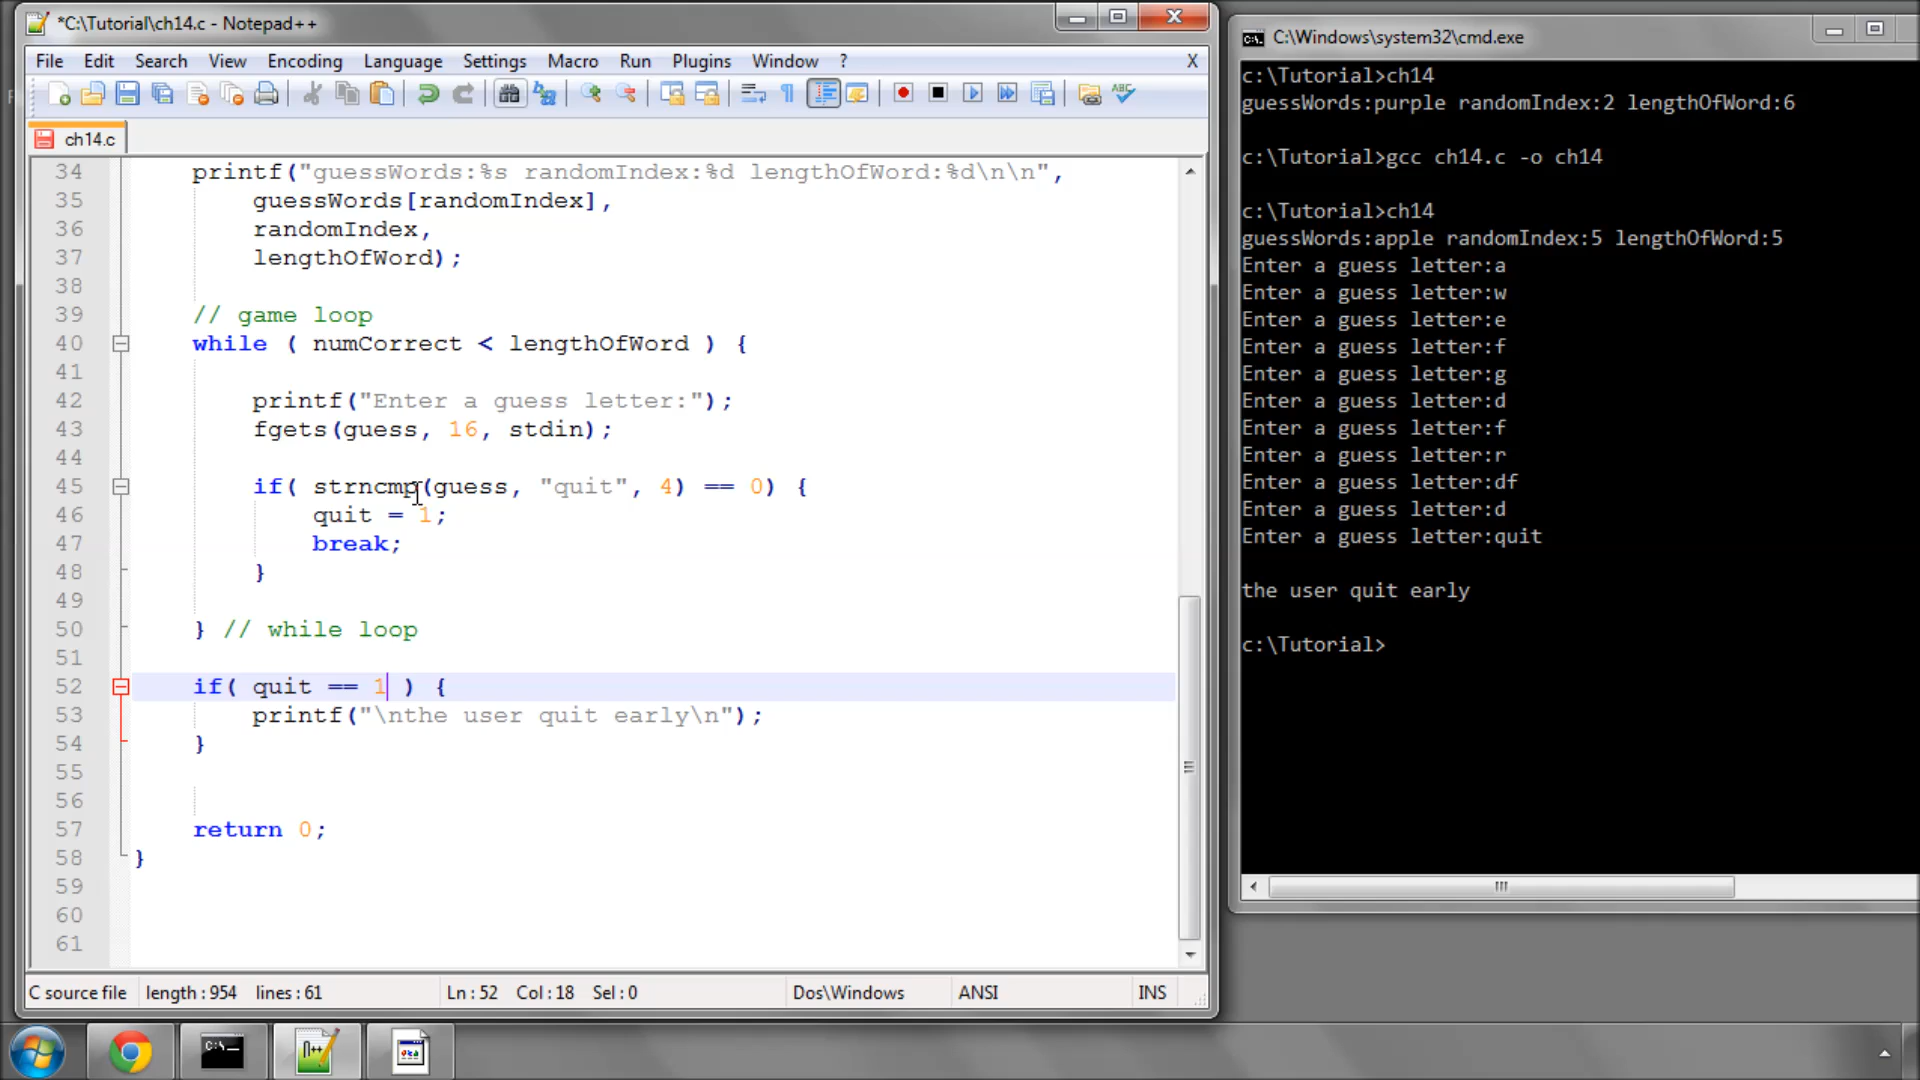 *C:\Tutorial\ch14.c - Notepad++
File Edit Search View Encoding Language Settings Macro Run Plugins Window ? X
ch14.c
34 printf("guessWords:%s randomIndex:%d lengthOfWord:%d\n\n",
35 guessWords[randomIndex],
36 randomIndex,
37 lengthOfWord);
38
39 // game loop
40 while ( numCorrect < lengthOfWord ) {
41
42 printf("Enter a guess letter:");
43 fgets(guess, 16, stdin);
44
45 if( strncmp(guess, "quit", 4) == 0) {
46 quit = 1;
47 break;
48 }
49
50 } // while loop
51
52 if( quit == 1 ) {
53 printf("\nthe user quit early\n");
54 }
55
56
57 return 0;
58 }
59
60
61
C source file length : 954 lines : 61 Ln : 52 Col : 18 Sel : 0 Dos\Windows ANSI INS
C:\Windows\system32\cmd.exe
c:\Tutorial>ch14
guessWords:purple randomIndex:2 lengthOfWord:6
c:\Tutorial>gcc ch14.c -o ch14
c:\Tutorial>ch14
guessWords:apple randomIndex:5 lengthOfWord:5
Enter a guess letter:a
Enter a guess letter:w
Enter a guess letter:e
Enter a guess letter:f
Enter a guess letter:g
Enter a guess letter:d
Enter a guess letter:f
Enter a guess letter:r
Enter a guess letter:df
Enter a guess letter:d
Enter a guess letter:quit
the user quit early
c:\Tutorial>